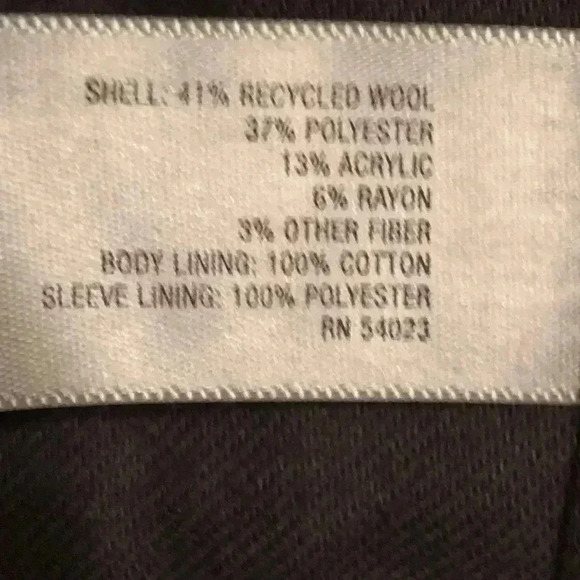 SHELL: 41% RECYCLED WOOL
37% POLYESTER
13% ACRYLIC
6% RAYON
3% OTHER FIBER
BODY LINING: 100% COTTON
SLEEVE LINING: 100% POLYESTER
RN 54023